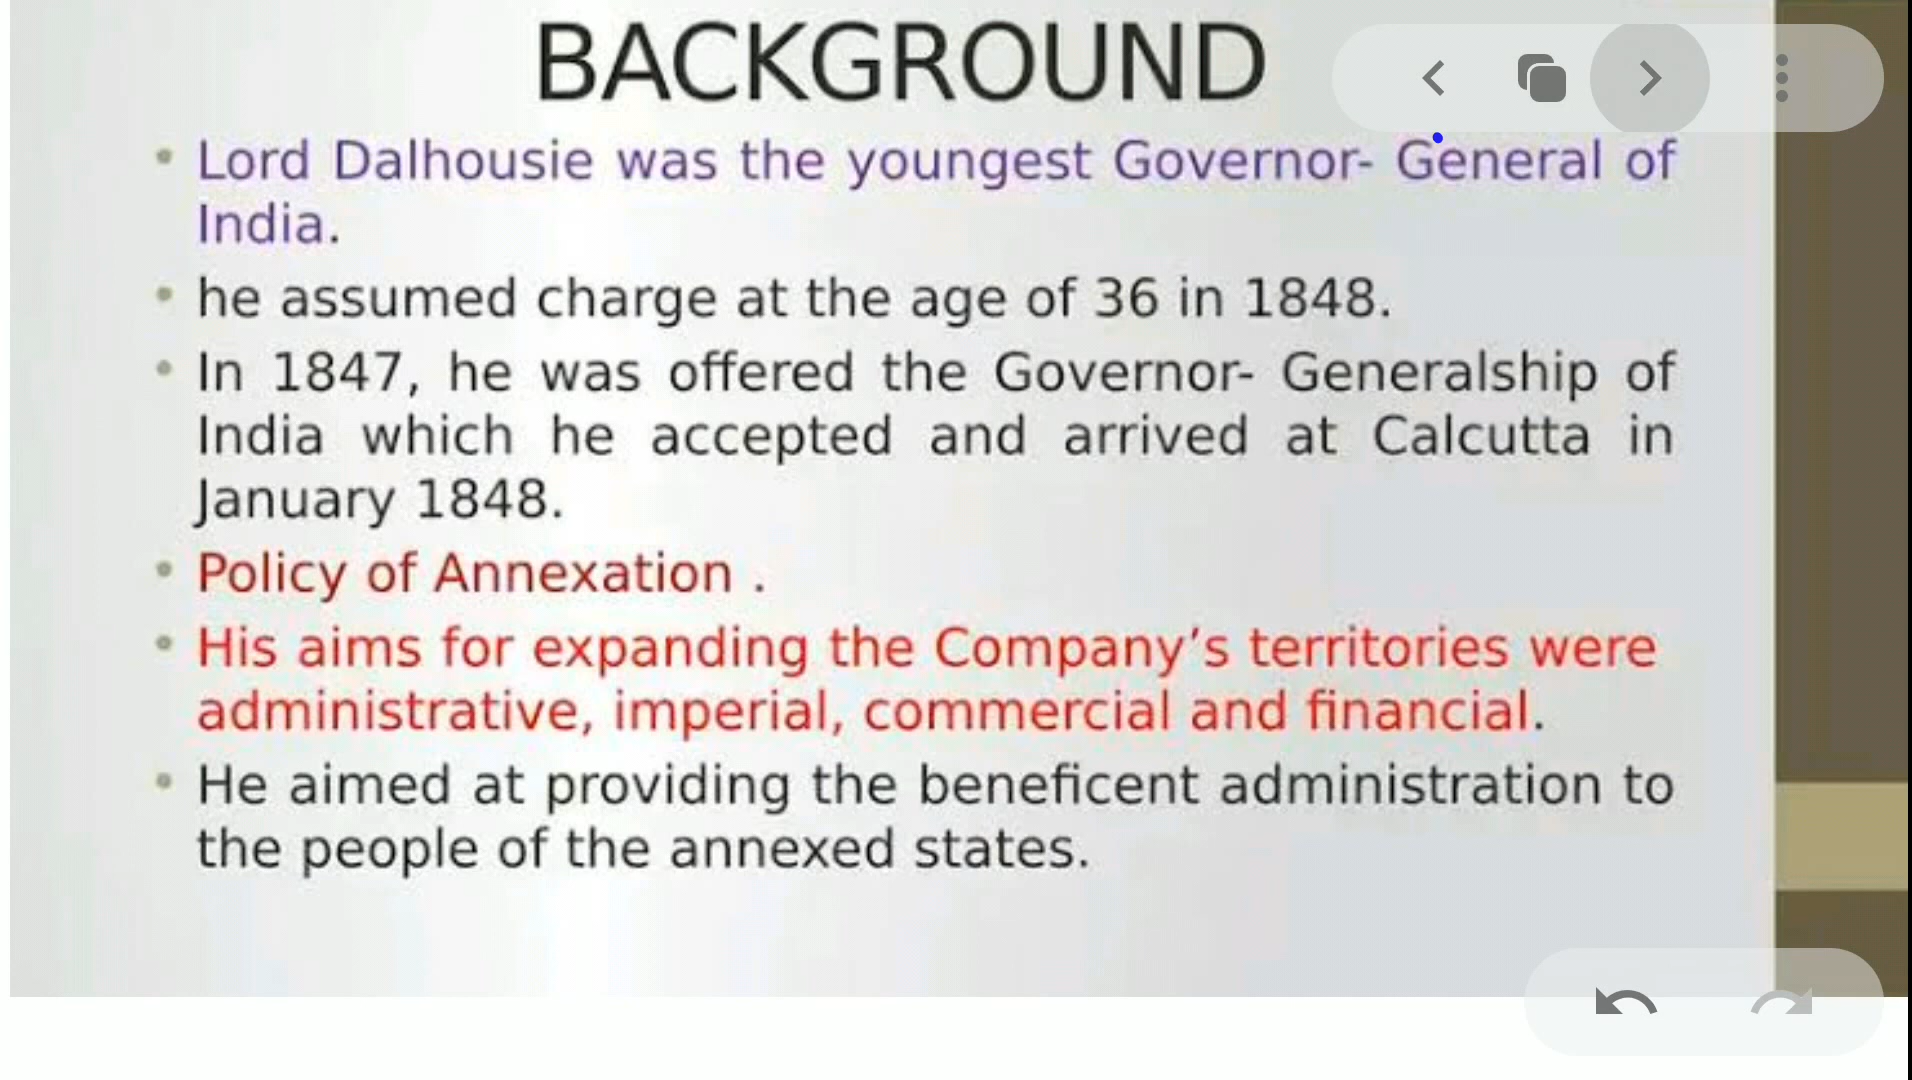 BACKGROUND
• Lord Dalhousie was the youngest Governor- General of
India.
• he assumed charge at the age of 36 in 1848.
• In 1847, he was offered the Governor- Generalship of
India which he accepted and arrived at Calcutta in
January 1848.
• Policy of Annexation .
• His aims for expanding the Company’s territories were
administrative, imperial, commercial and financial.
• He aimed at providing the beneficent administration to
the people of the annexed states.